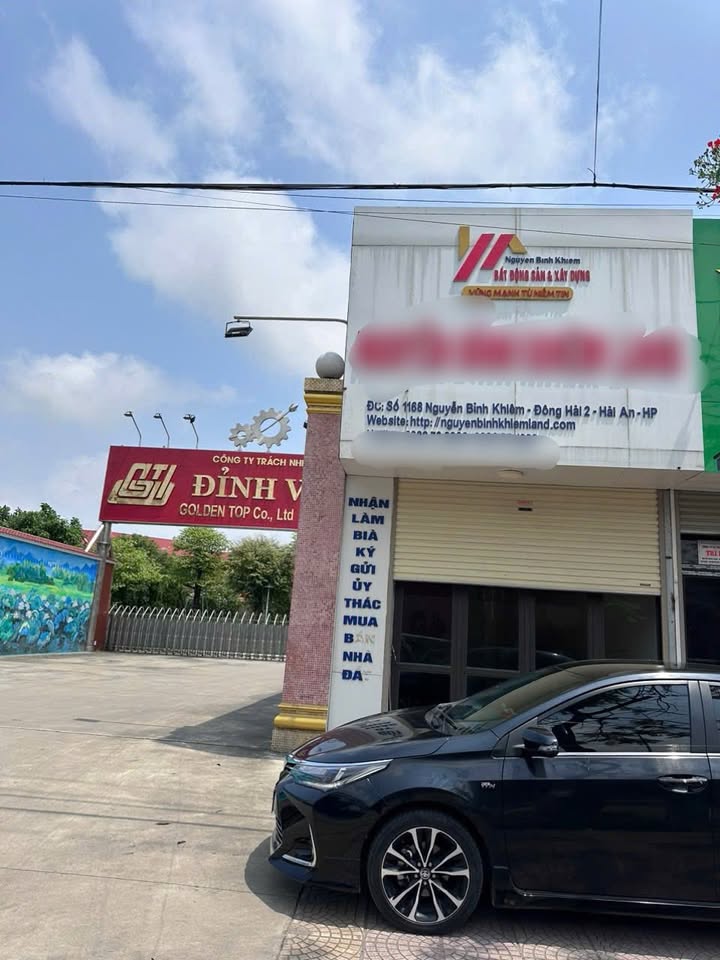 Nguyen Binh Khiem
BẤT ĐỘNG SẢN & XÂY DỰNG
VỮNG MẠNH TỪ NIỀM TIN
ĐC: Số 1168 Nguyễn Bỉnh Khiêm - Đông Hải 2 - Hải An - HP
Website: http://nguyenbinhkhiemland.com
CÔNG TY TRÁCH NHI
GTJ
ĐỈNH V
GOLDEN TOP Co., Ltd
NHẬN
LÀM
BIÀ
KÝ
GỬI
ỦY
THÁC
MUA
BÁN
NHÀ
ĐẤ